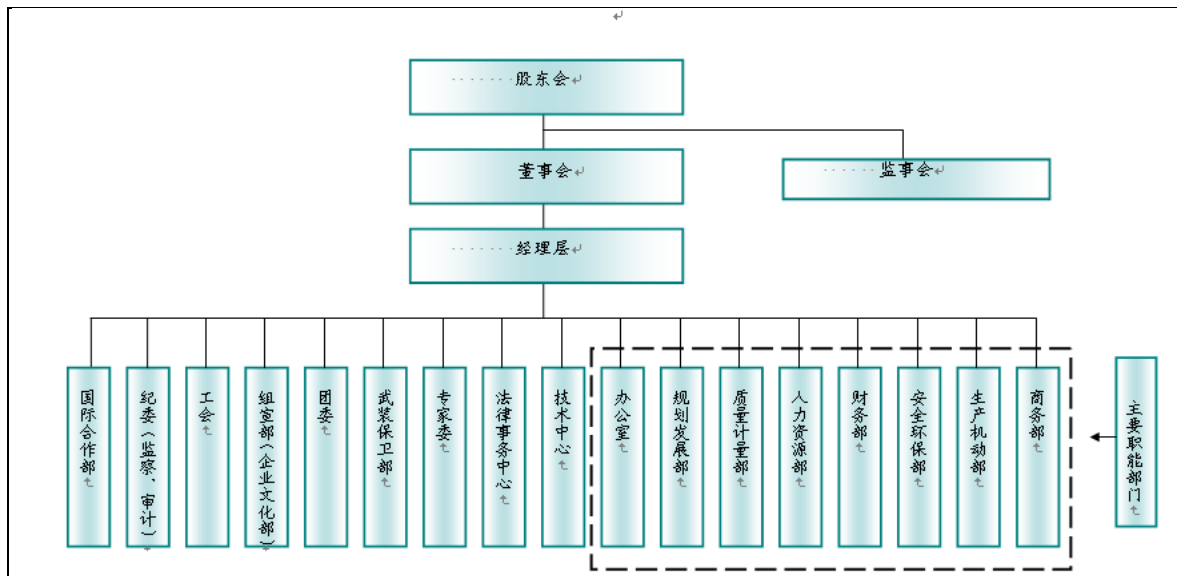 股东会
董事会
监事会
经理层
国际合作部
纪委（监察、审计）
工会
组宣部（企业文化部）
团委
武装保卫部
专家委
法律事务中心
技术中心
办公室
规划发展部
质量计量部
人力资源部
财务部
安全环保部
生产机动部
商务部
主要职能部门